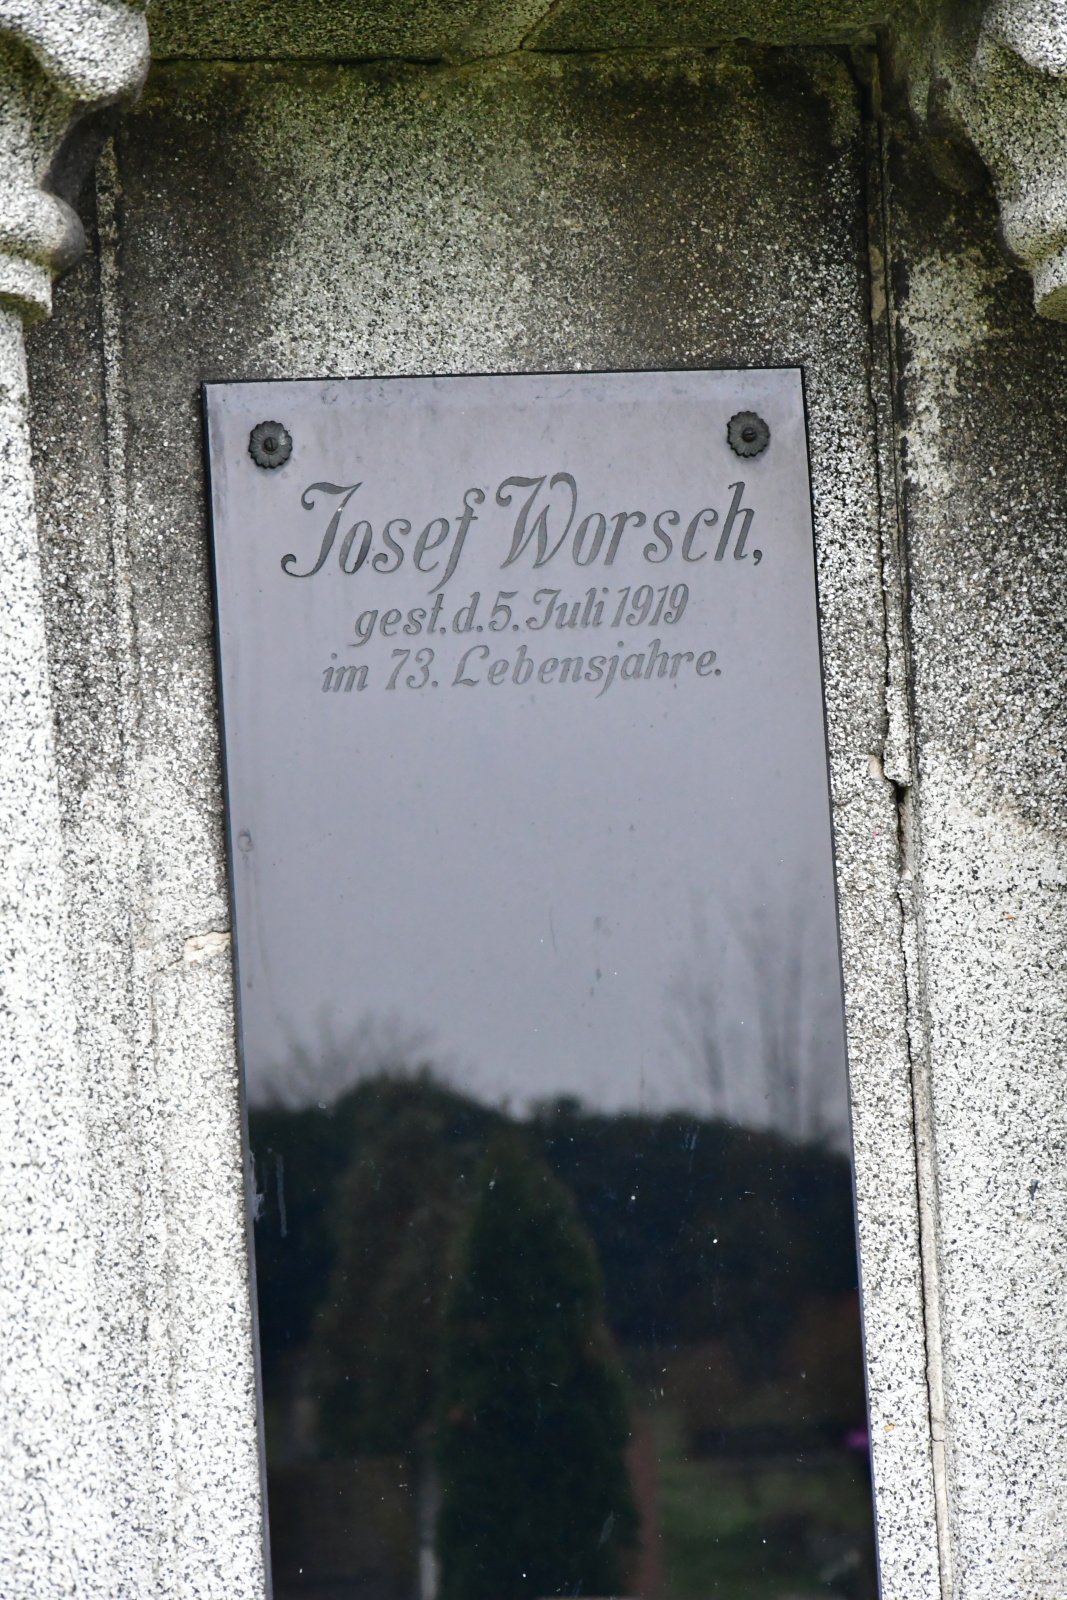 Josef Worsch,
gest. d. 5. Juli 1919
im 73. Lebensjahre.